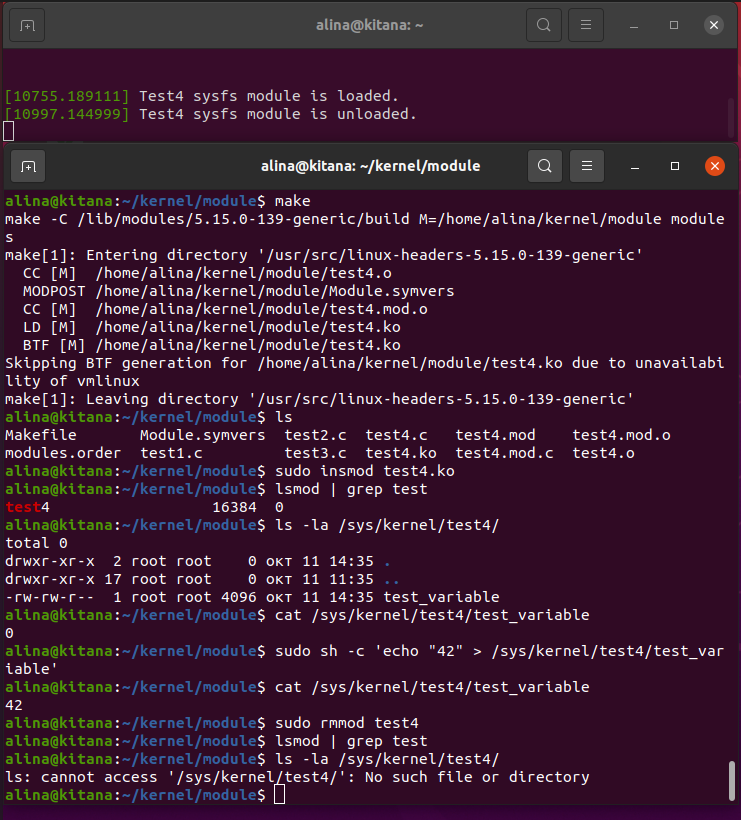 alina@kitana: ~
[10755.189111] Test4 sysfs module is loaded.
[10997.144999] Test4 sysfs module is unloaded.
alina@kitana: ~/kernel/module
alina@kitana:~/kernel/module$ make
make -C /lib/modules/5.15.0-139-generic/build M=/home/alina/kernel/module module
s
make[1]: Entering directory '/usr/src/linux-headers-5.15.0-139-generic'
  CC [M]  /home/alina/kernel/module/test4.o
  MODPOST /home/alina/kernel/module/Module.symvers
  CC [M]  /home/alina/kernel/module/test4.mod.o
  LD [M]  /home/alina/kernel/module/test4.ko
  BTF [M] /home/alina/kernel/module/test4.ko
Skipping BTF generation for /home/alina/kernel/module/test4.ko due to unavailabi
lity of vmlinux
make[1]: Leaving directory '/usr/src/linux-headers-5.15.0-139-generic'
alina@kitana:~/kernel/module$ ls
Makefile       Module.symvers  test2.c  test4.c   test4.mod    test4.mod.o
modules.order  test1.c         test3.c  test4.ko  test4.mod.c  test4.o
alina@kitana:~/kernel/module$ sudo insmod test4.ko
alina@kitana:~/kernel/module$ lsmod | grep test
test4                  16384  0
alina@kitana:~/kernel/module$ ls -la /sys/kernel/test4/
total 0
drwxr-xr-x  2 root root    0 окт 11 14:35 .
drwxr-xr-x 17 root root    0 окт 11 11:35 ..
-rw-rw-r--  1 root root 4096 окт 11 14:35 test_variable
alina@kitana:~/kernel/module$ cat /sys/kernel/test4/test_variable
0
alina@kitana:~/kernel/module$ sudo sh -c 'echo "42" > /sys/kernel/test4/test_var
iable'
alina@kitana:~/kernel/module$ cat /sys/kernel/test4/test_variable
42
alina@kitana:~/kernel/module$ sudo rmmod test4
alina@kitana:~/kernel/module$ lsmod | grep test
alina@kitana:~/kernel/module$ ls -la /sys/kernel/test4/
ls: cannot access '/sys/kernel/test4/': No such file or directory
alina@kitana:~/kernel/module$